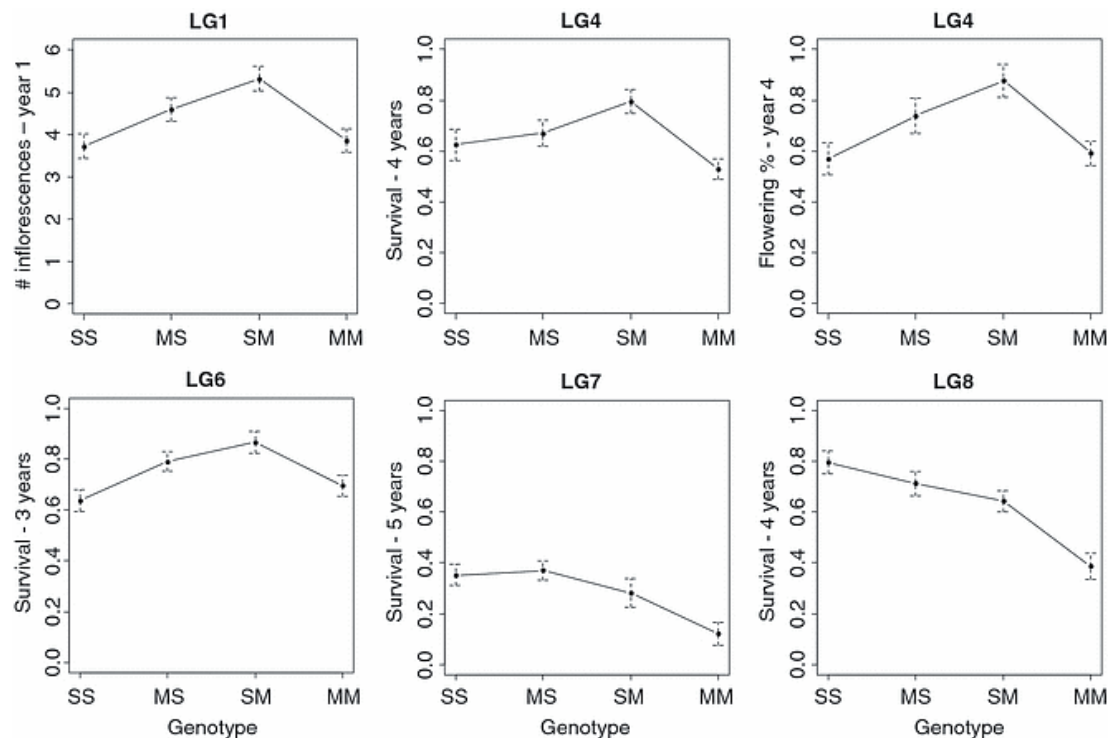 LG1
# inflorescences – year 1
0 1 2 3 4 5 6
SS MS SM MM
LG4
Survival - 4 years
0.0 0.2 0.4 0.6 0.8 1.0
SS MS SM MM
LG4
Flowering % - year 4
0.0 0.2 0.4 0.6 0.8 1.0
SS MS SM MM
LG6
Survival - 3 years
0.0 0.2 0.4 0.6 0.8 1.0
SS MS SM MM
Genotype
LG7
Survival - 5 years
0.0 0.2 0.4 0.6 0.8 1.0
SS MS SM MM
Genotype
LG8
Survival - 4 years
0.0 0.2 0.4 0.6 0.8 1.0
SS MS SM MM
Genotype